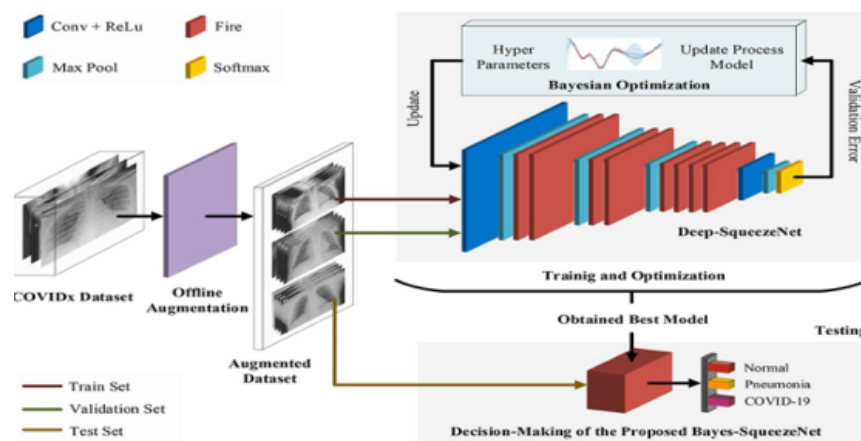 Conv + ReLu
Fire
Max Pool
Softmax
Hyper
Parameters
Update Process
Model
Bayesian Optimization
Update
Validation Error
Deep-SqueezeNet
COVIDx Dataset
Offline
Augmentation
Augmented
Dataset
Trainig and Optimization
Obtained Best Model
Testing
Train Set
Validation Set
Test Set
Normal
Pneumonia
COVID-19
Decision-Making of the Proposed Bayes-SqueezeNet